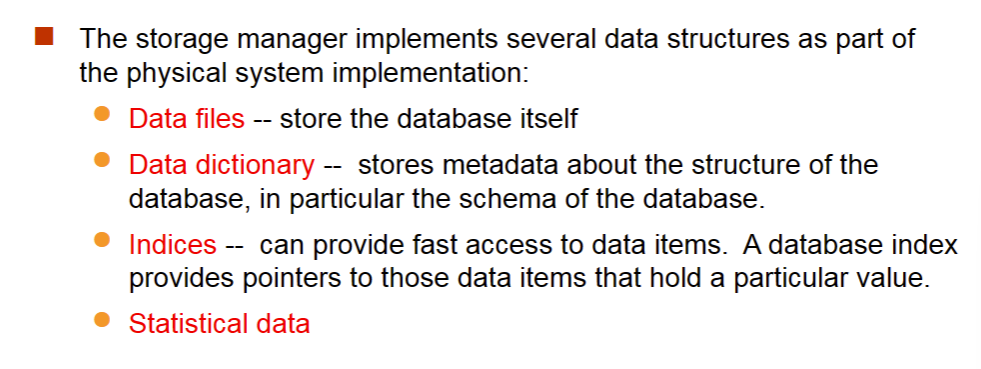 The storage manager implements several data structures as part of
the physical system implementation:
Data files -- store the database itself
Data dictionary -- stores metadata about the structure of the
database, in particular the schema of the database.
Indices -- can provide fast access to data items. A database index
provides pointers to those data items that hold a particular value.
Statistical data